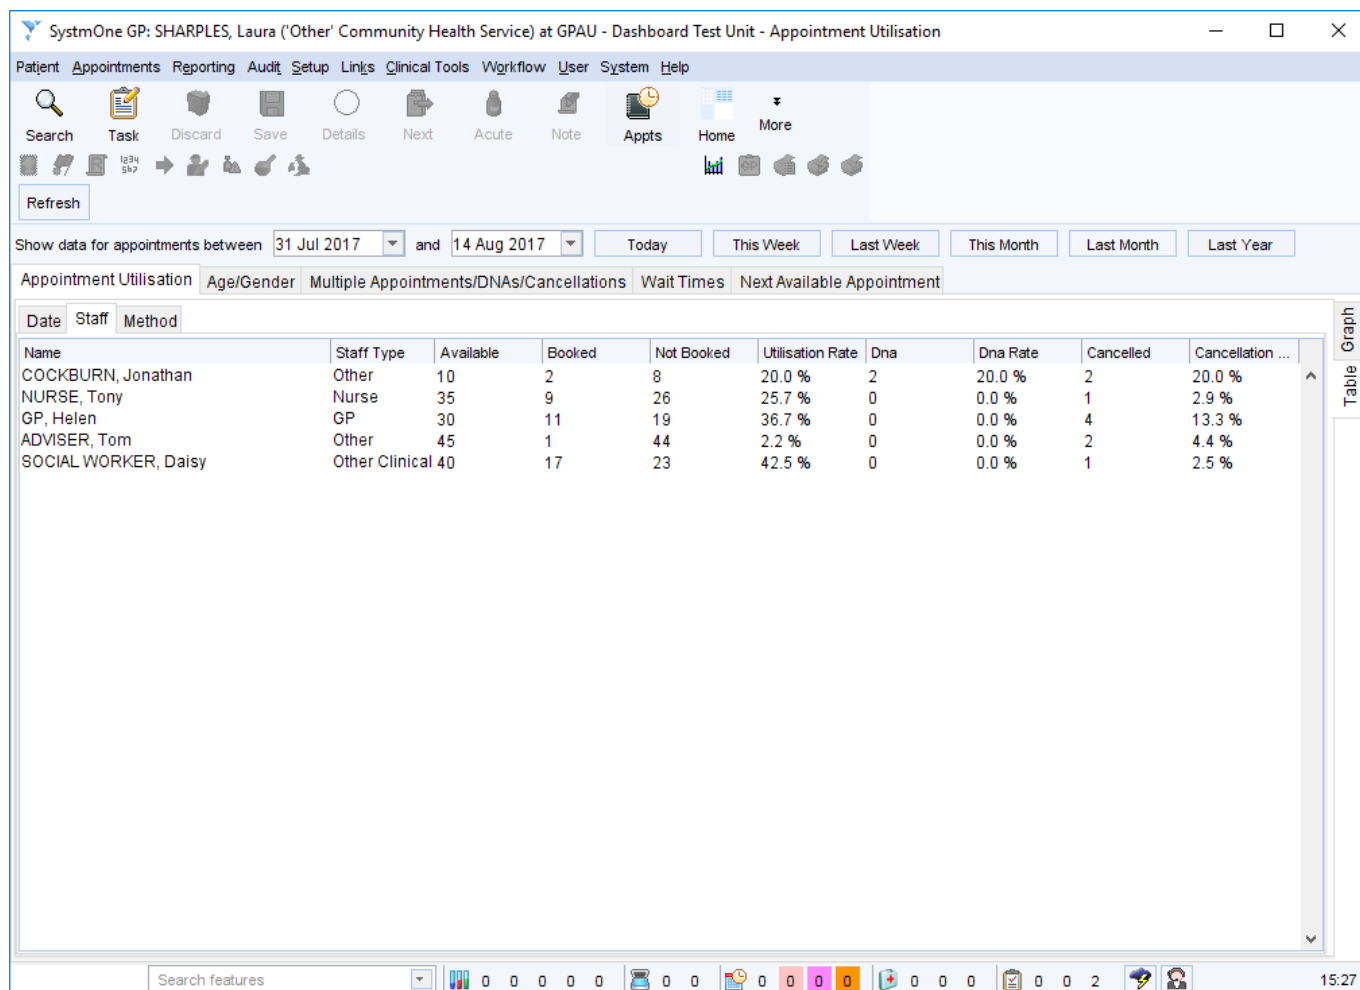 SystmOne GP: SHARPLES, Laura ('Other' Community Health Service) at GPAU - Dashboard Test Unit - Appointment Utilisation
Patient Appointments Reporting Audit Setup Links Clinical Tools Workflow User System Help
Search Task Discard Save Details Next Acute Note Appts Home More
1234
567
GP
Refresh
Show data for appointments between 31 Jul 2017 and 14 Aug 2017 Today This Week Last Week This Month Last Month Last Year
Appointment Utilisation Age/Gender Multiple Appointments/DNAs/Cancellations Wait Times Next Available Appointment
Date Staff Method
Graph
Table
Name Staff Type Available Booked Not Booked Utilisation Rate Dna Dna Rate Cancelled Cancellation ...
COCKBURN, Jonathan Other 10 2 8 20.0 % 2 20.0 % 2 20.0 %
NURSE, Tony Nurse 35 9 26 25.7 % 0 0.0 % 1 2.9 %
GP, Helen GP 30 11 19 36.7 % 0 0.0 % 4 13.3 %
ADVISER, Tom Other 45 1 44 2.2 % 0 0.0 % 2 4.4 %
SOCIAL WORKER, Daisy Other Clinical 40 17 23 42.5 % 0 0.0 % 1 2.5 %
Search features 0 0 0 0 0 0 0 0 0 0 0 0 0 0 0 0 2 15:27